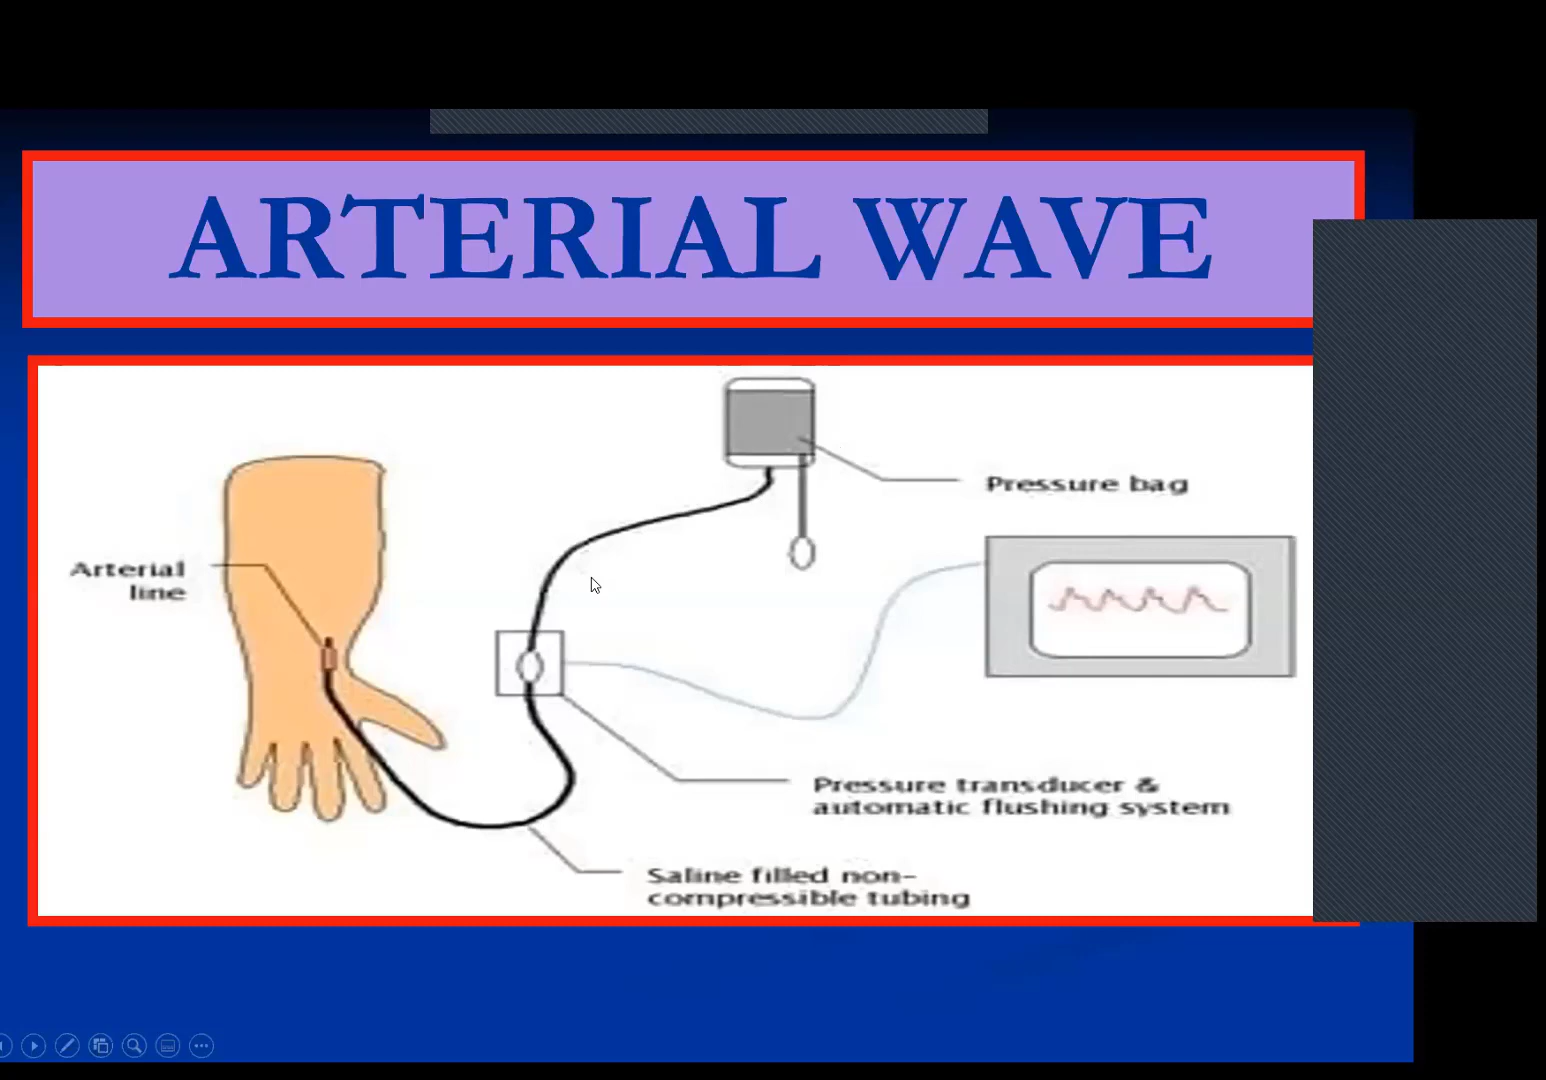 ARTERIAL WAVE
Pressure bag
Arterial
line
Pressure transducer &
automatic flushing system
Saline filled non-
compressible tubing